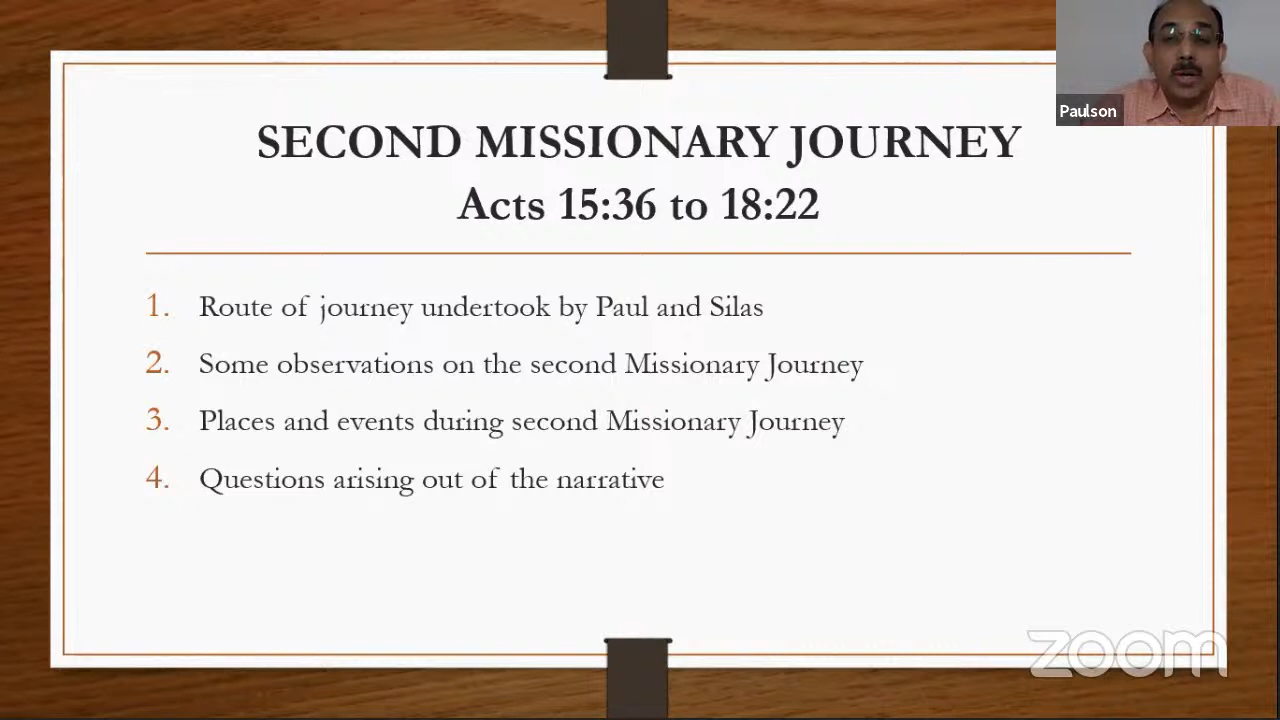 SECOND MISSIONARY JOURNEY
Acts 15:36 to 18:22
1. Route of journey undertook by Paul and Silas
2. Some observations on the second Missionary Journey
3. Places and events during second Missionary Journey
4. Questions arising out of the narrative
Paulson
zoom